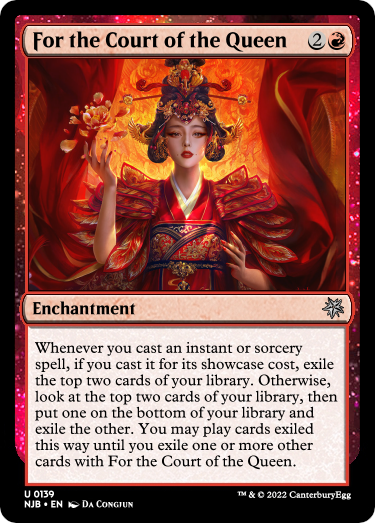 For the Court of the Queen 2
Enchantment
Whenever you cast an instant or sorcery
spell, if you cast it for its showcase cost, exile
the top two cards of your library. Otherwise,
look at the top two cards of your library, then
put one on the bottom of your library and
exile the other. You may play cards exiled
this way until you exile one or more other
cards with For the Court of the Queen.
U 0139
NJB • EN Da Congjun ™ & © 2022 CanterburyEgg